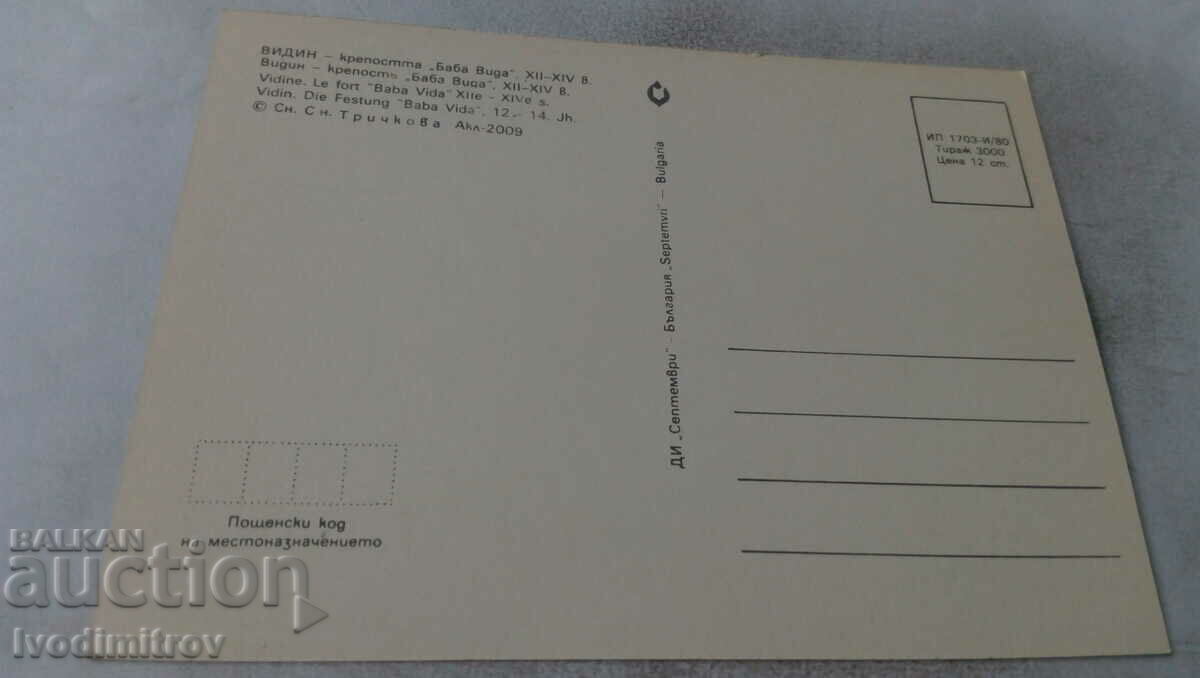 ВИДИН – крепостта „Баба Вида", XII–XIV в.
Видин – крепость „Баба Вида", XII–XIV в.
Vidine. Le fort "Baba Vida" XIIe - XIVe s.
Vidin. Die Festung "Baba Vida", 12.- 14. Jh.
© Сн. Сн. Тричкова Акл-2009
ИП 1703-И/80
Тираж 3000
Цена 12 ст.
ДИ „Септември" - България „Septemvri" — Bulgaria
Пощенски код
на местоназначението
BALKAN
auction
Ivodimitrov